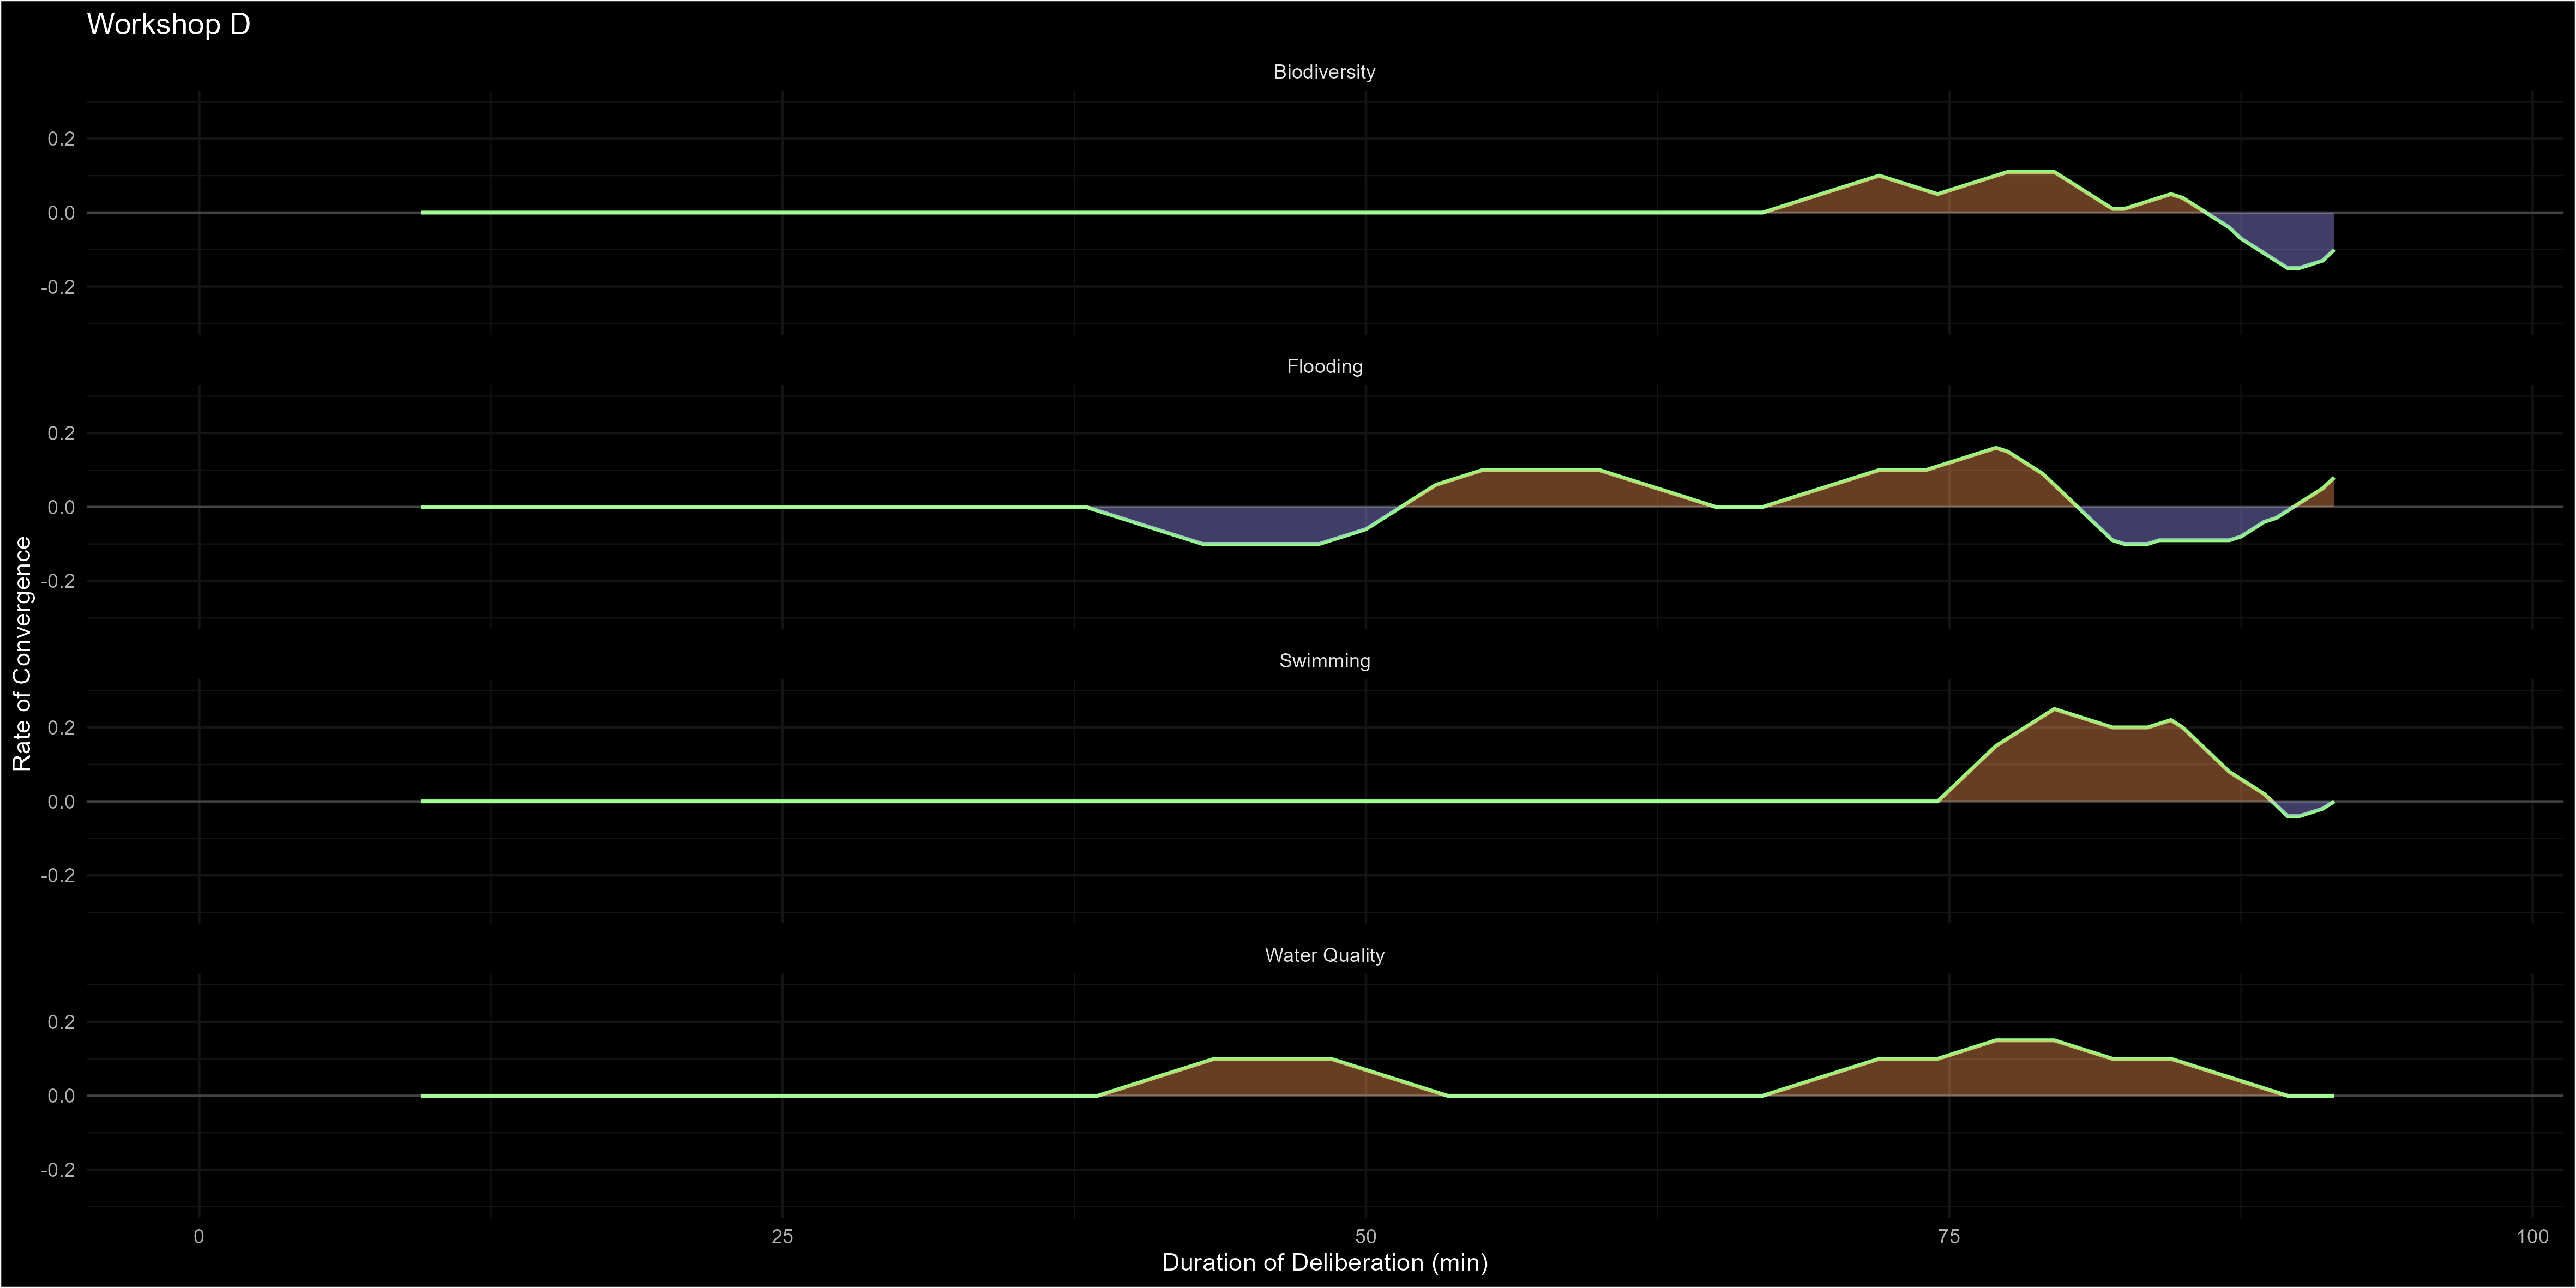 Workshop D
Biodiversity
0.2
0.0
-0.2
Flooding
0.2
0.0
-0.2
Rate of Convergence
Swimming
0.2
0.0
-0.2
Water Quality
0.2
0.0
-0.2
0 25 50 75 100
Duration of Deliberation (min)